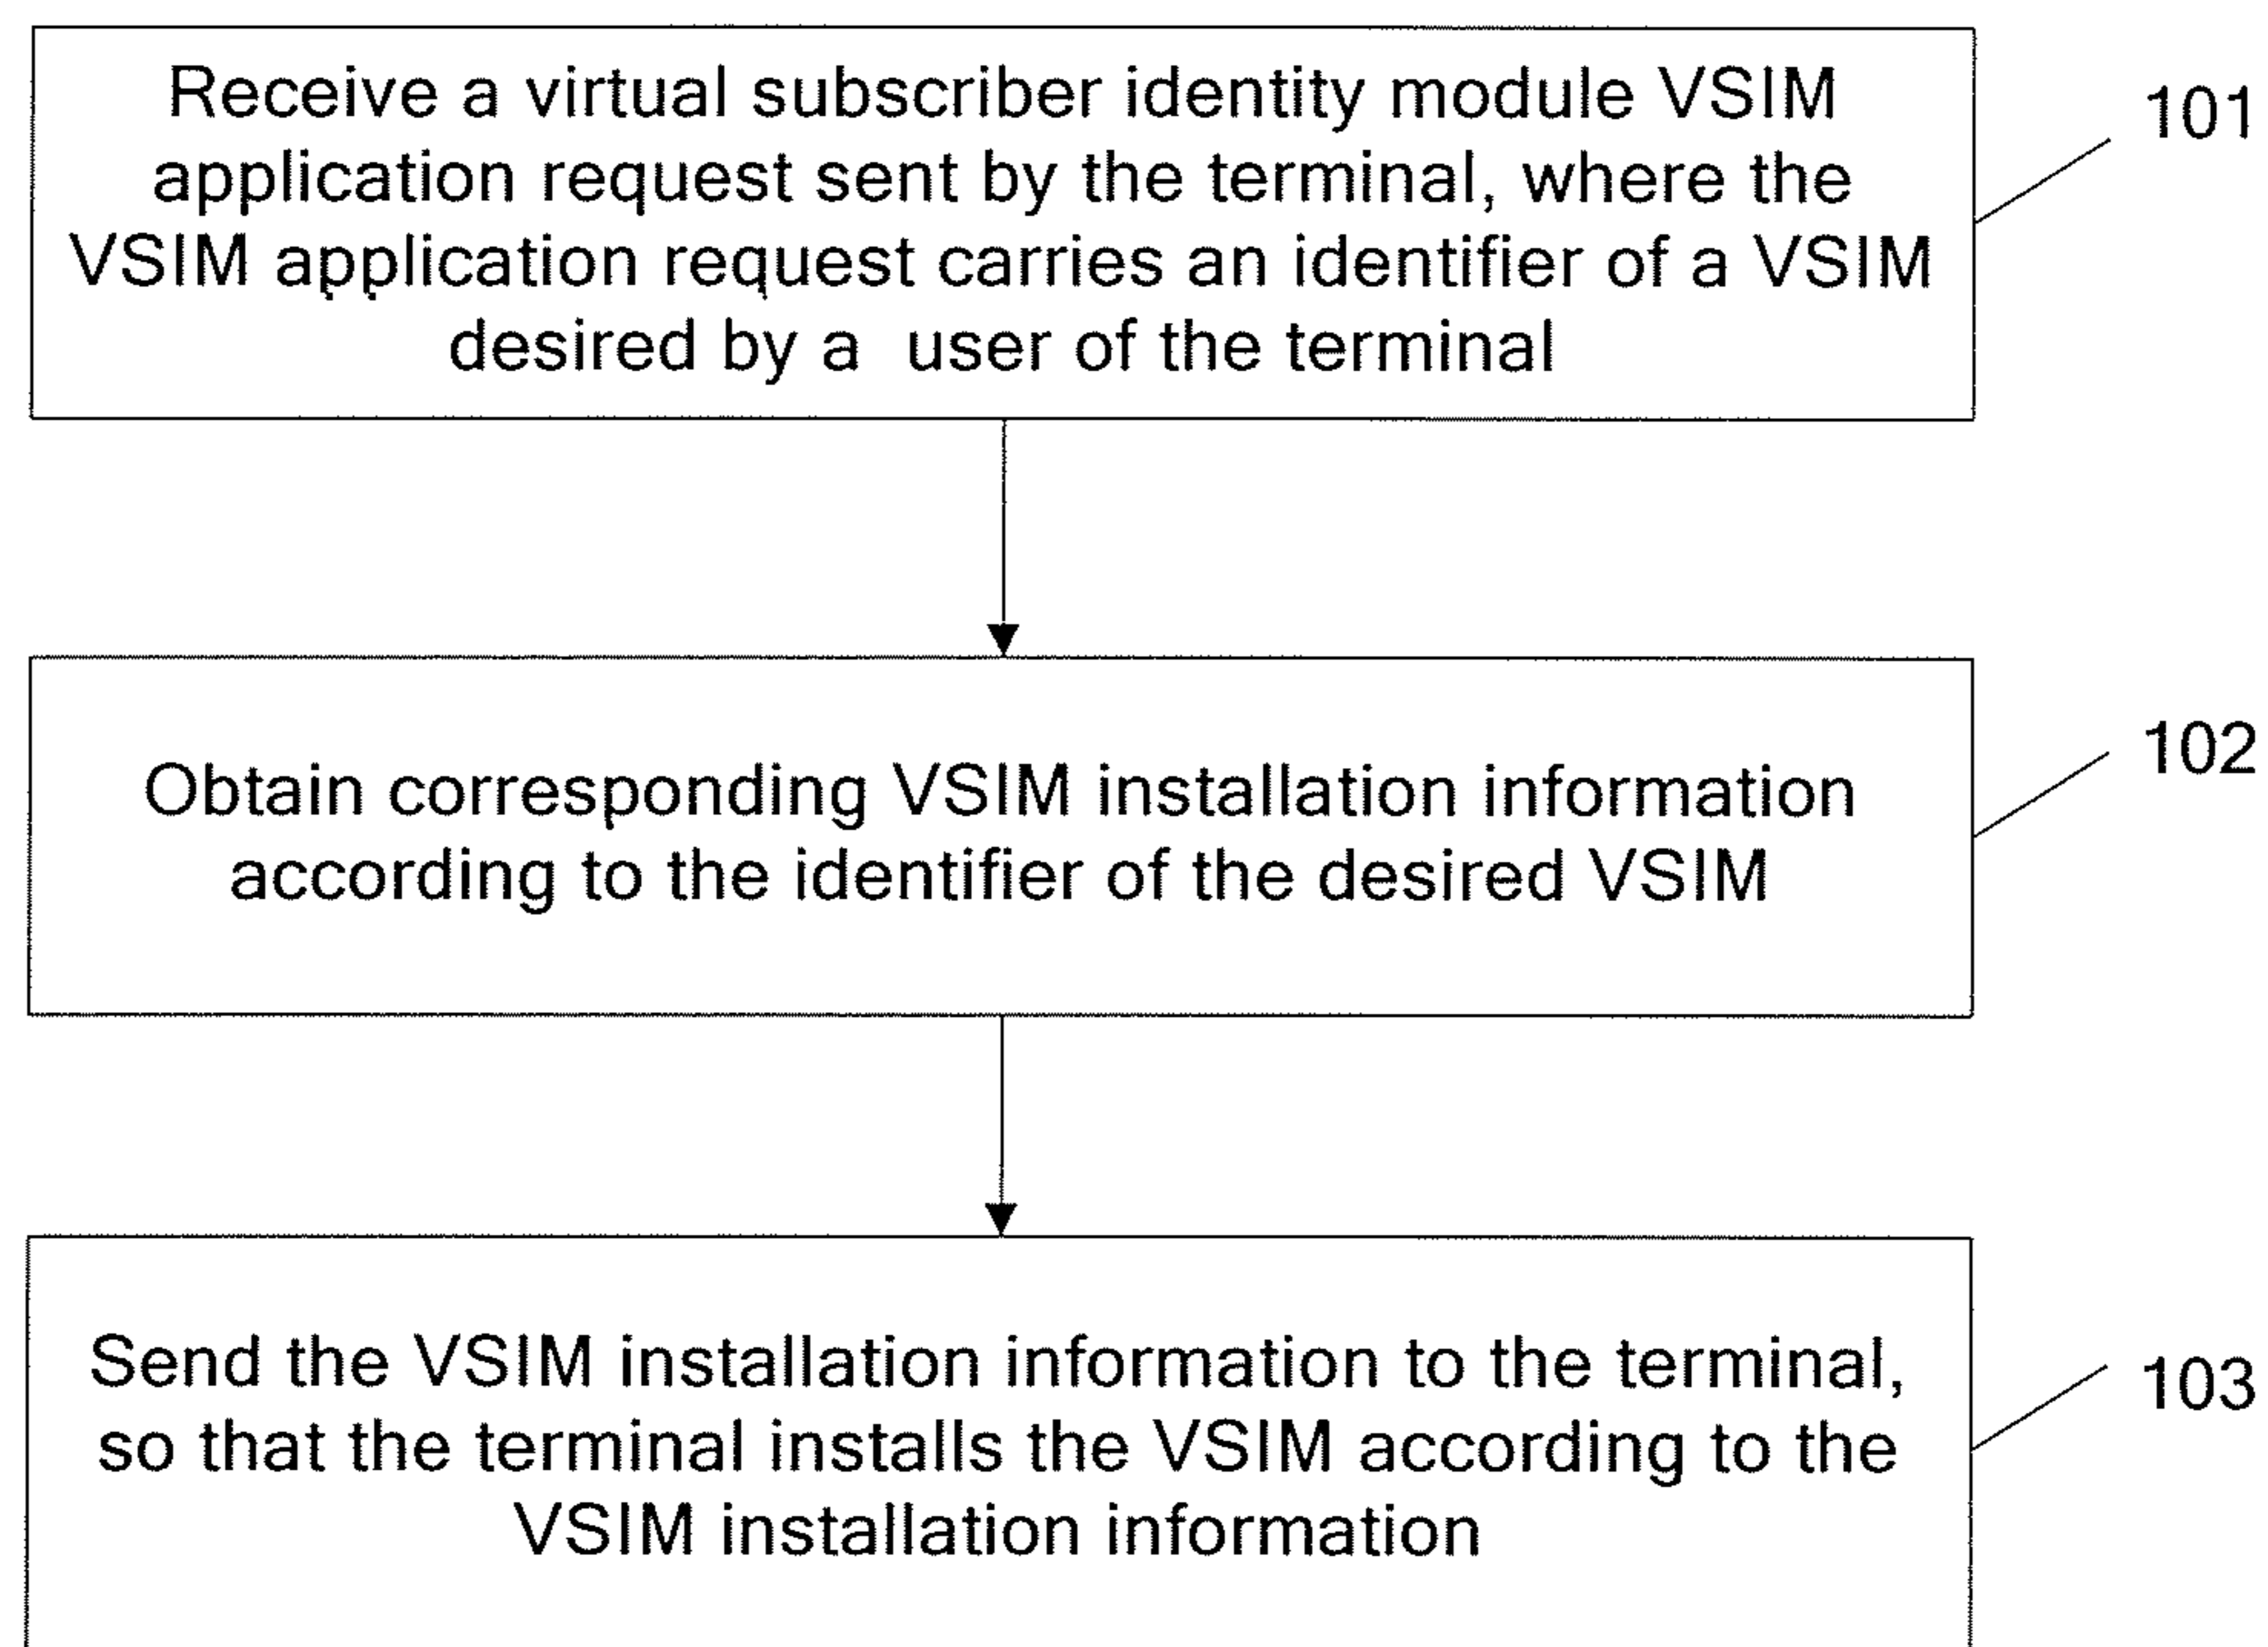 Receive a virtual subscriber identity module VSIM
application request sent by the terminal, where the
VSIM application request carries an identifier of a VSIM
desired by a user of the terminal
101
Obtain corresponding VSIM installation information
according to the identifier of the desired VSIM
102
Send the VSIM installation information to the terminal,
so that the terminal installs the VSIM according to the
VSIM installation information
103